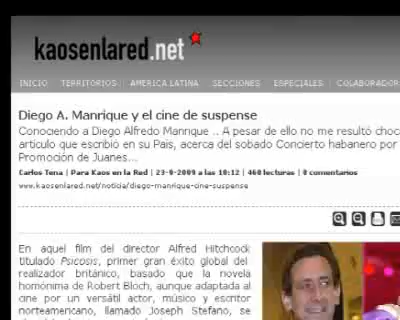 kaosenlared.net
INICIO TERRITORIOS AMERICA LATINA SECCIONES ESPECIALES COLABORADOR
Diego A. Manrique y el cine de suspense
Conociendo a Diego Alfredo Manrique .. A pesar de ello no me resultó choc
articulo que escribió en su Pais, acerca del sobado Concierto habanero por
Promoción de Juanes...
Carlos Tena | Para Kaos en la Red | 23-9-2009 a las 10:12 | 460 lecturas | 0 comentarios
www.kaosenlared.net/noticia/diego-manrique-cine-suspense
En aquel film del director Alfred Hitchcock
titulado Psicosis, primer gran éxito global del
realizador británico, basado que la novela
homónima de Robert Bloch, aunque adaptada al
cine por un versátil actor, músico y escritor
norteamericano, llamado Joseph Stefano, se